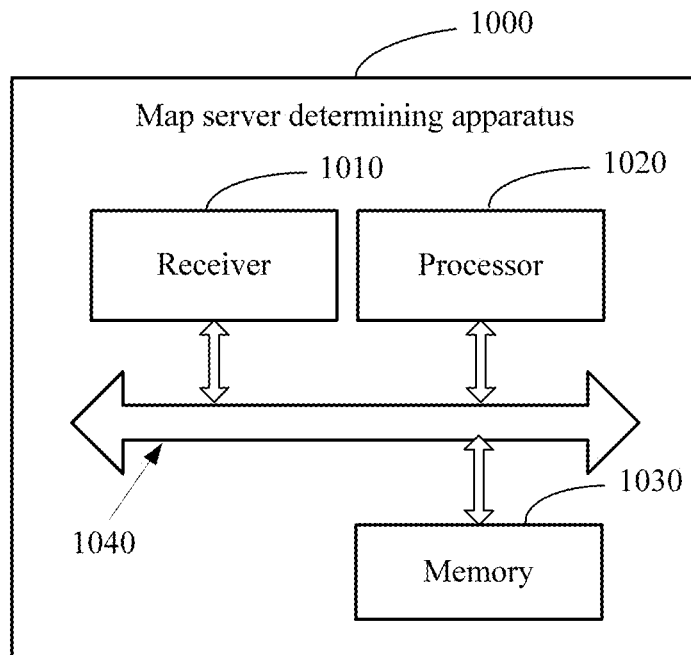 1000
Map server determining apparatus
1010
1020
Receiver
Processor
1030
1040
Memory